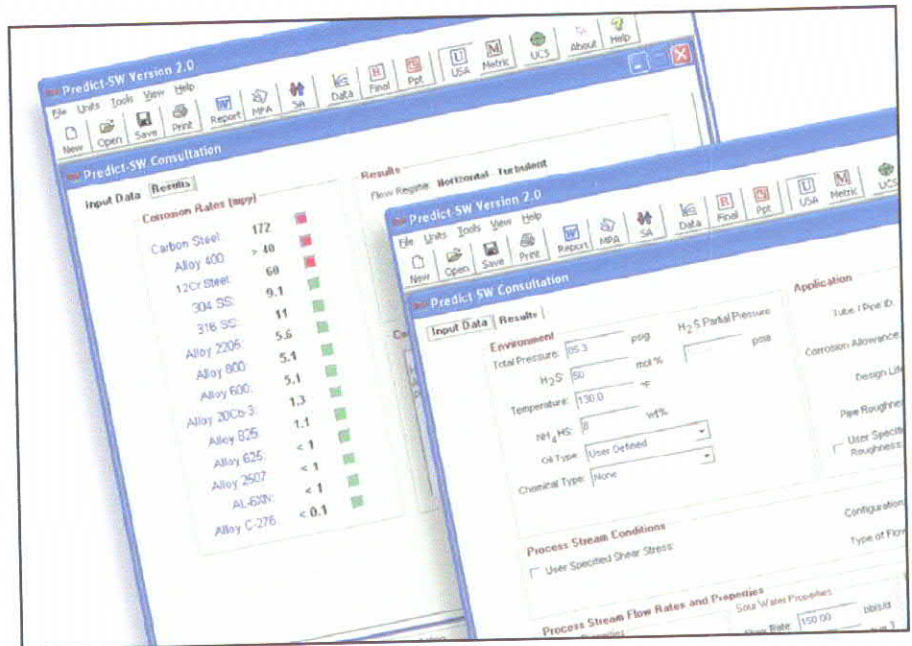 Predict-SW Version 2.0
File Units Tools View Help
New Open Save Print Report MPA SA Data Final Ppt USA Metric UCS About Help
Predict-SW Consultation
Input Data Results
Corrosion Rates (mpy)
Carbon Steel: 172
Alloy 400: > 40
12Cr Steel: 60
304 SS: 9.1
316 SS: 11
Alloy 2205: 5.6
Alloy 800: 5.1
Alloy 600: 5.1
Alloy 20Cb-3: 1.3
Alloy 825: 1.1
Alloy 625: < 1
Alloy 2507: < 1
AL-6XN: < 1
Alloy C-276: < 0.1
Results
Flow Regime: Horizontal - Turbulent
Predict-SW Version 2.0
File Units Tools View Help
New Open Save Print Report MPA SA Data Final Ppt USA Metric UCS
Predict-SW Consultation
Input Data Results
Environment
Total Pressure: 05.3 psig
H2S Partial Pressure
psia
H2S: 50 mol%
Temperature: 130.0 °F
NH4HS: 8 wt%
Oil Type: User Defined
Chemical Type: None
Application
Tube / Pipe ID:
Corrosion Allowance:
Design Life
Pipe Roughness
User Specifi
Roughness:
Process Stream Conditions
User Specified Shear Stress:
Configuration:
Type of Flow
Process Stream Flow Rates and Properties
Properties
Sour Water Properties
Rate: 150.00 bbls/d